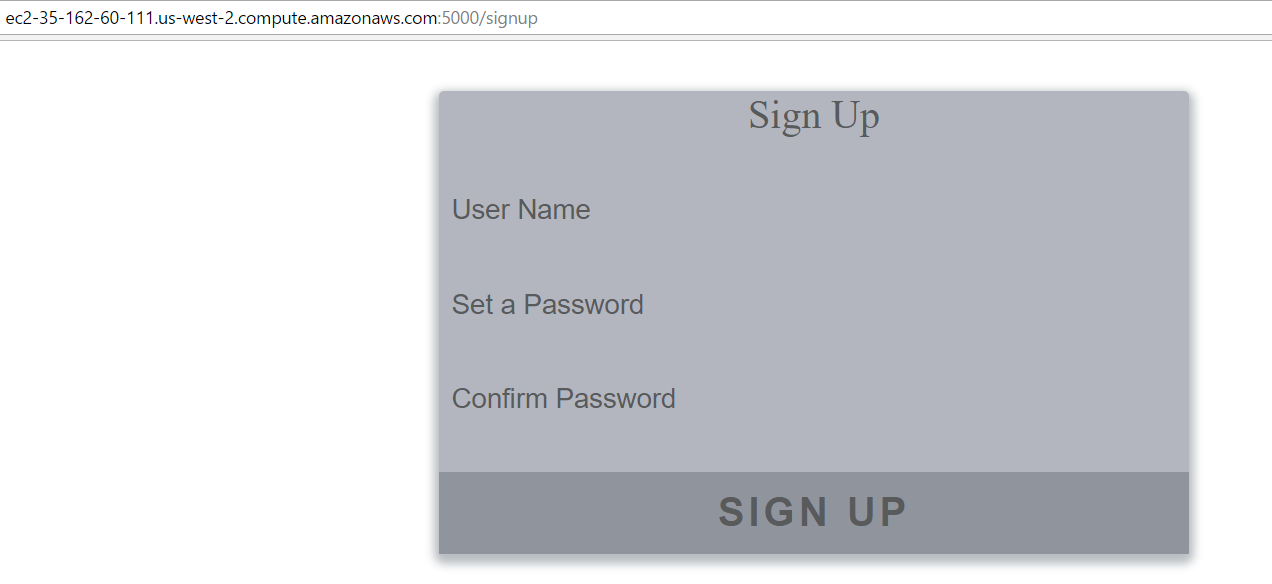 ec2-35-162-60-111.us-west-2.compute.amazonaws.com:5000/signup
Sign Up
User Name
Set a Password
Confirm Password
SIGN UP